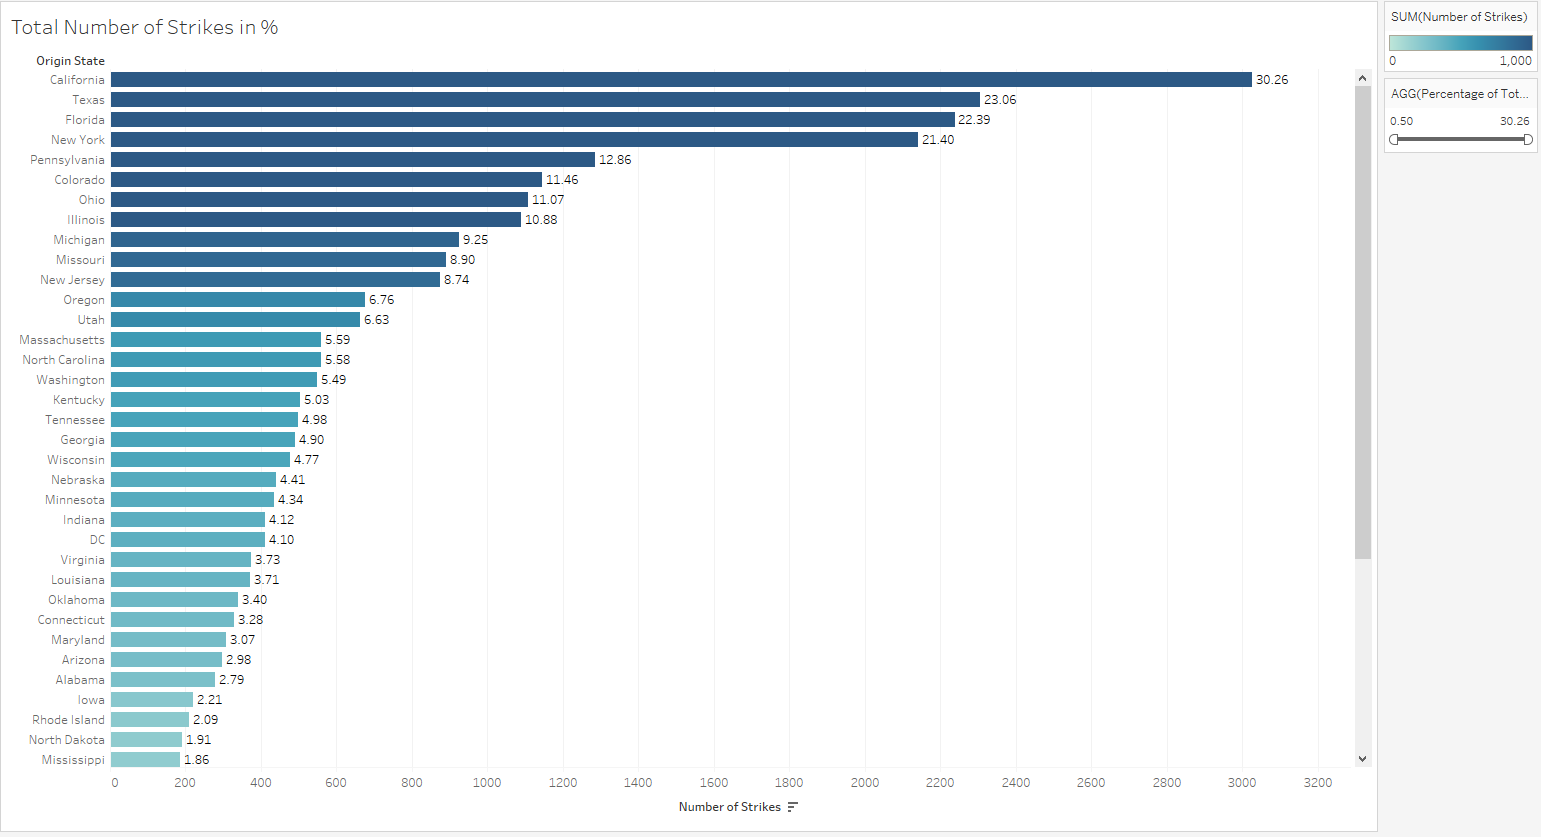 Total Number of Strikes in %
Origin State
California 30.26
Texas 23.06
Florida 22.39
New York 21.40
Pennsylvania 12.86
Colorado 11.46
Ohio 11.07
Illinois 10.88
Michigan 9.25
Missouri 8.90
New Jersey 8.74
Oregon 6.76
Utah 6.63
Massachusetts 5.59
North Carolina 5.58
Washington 5.49
Kentucky 5.03
Tennessee 4.98
Georgia 4.90
Wisconsin 4.77
Nebraska 4.41
Minnesota 4.34
Indiana 4.12
DC 4.10
Virginia 3.73
Louisiana 3.71
Oklahoma 3.40
Connecticut 3.28
Maryland 3.07
Arizona 2.98
Alabama 2.79
Iowa 2.21
Rhode Island 2.09
North Dakota 1.91
Mississippi 1.86
0 200 400 600 800 1000 1200 1400 1600 1800 2000 2200 2400 2600 2800 3000 3200
Number of Strikes
SUM(Number of Strikes)
0 1,000
AGG(Percentage of Tot...
0.50 30.26